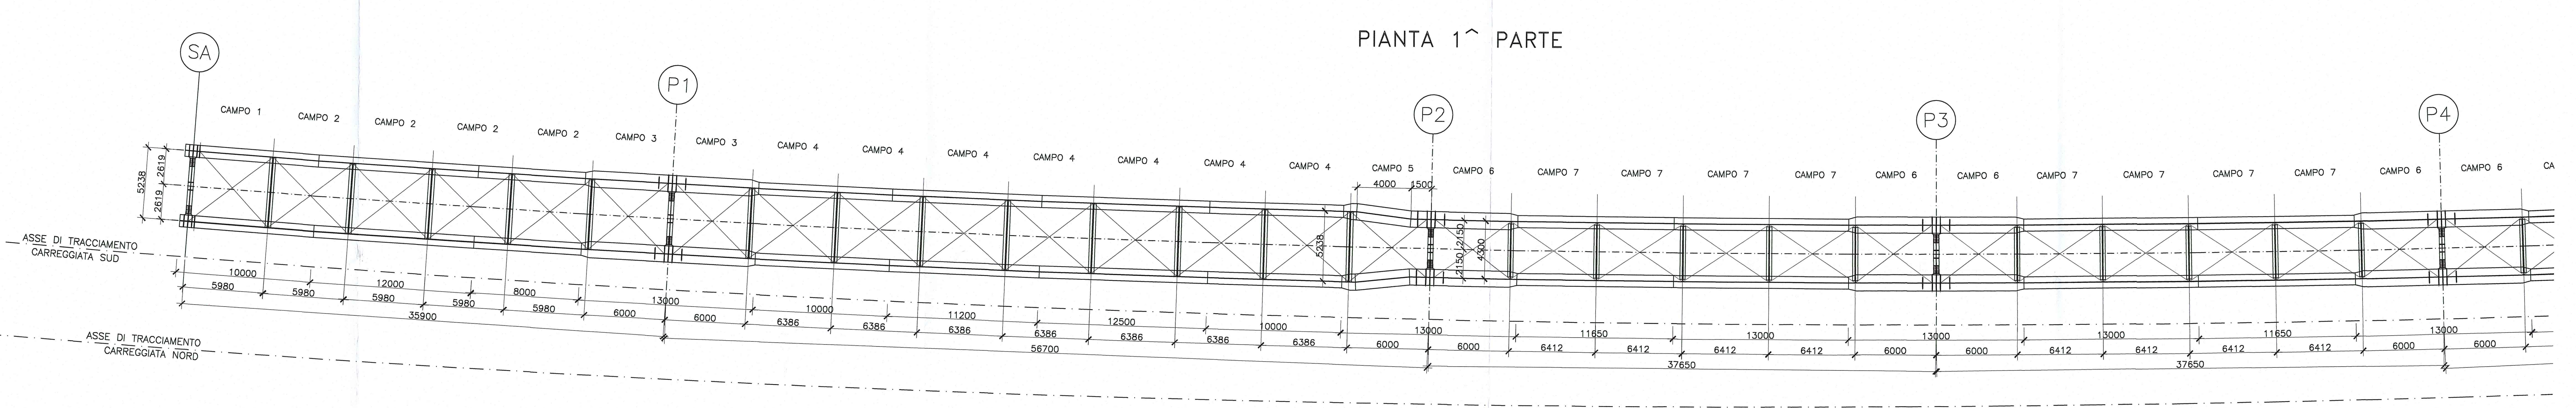 PIANTA 1^ PARTE
SA
P1
P2
P3
P4
CAMPO 1
CAMPO 2
CAMPO 2
CAMPO 2
CAMPO 2
CAMPO 3
CAMPO 3
CAMPO 4
CAMPO 4
CAMPO 4
CAMPO 4
CAMPO 4
CAMPO 4
CAMPO 4
CAMPO 5
CAMPO 6
CAMPO 7
CAMPO 7
CAMPO 7
CAMPO 7
CAMPO 6
CAMPO 6
CAMPO 7
CAMPO 7
CAMPO 7
CAMPO 7
CAMPO 6
CAMPO 6
CA
4000
1500
5238
2619
2619
5238
2150
2150
4300
ASSE DI TRACCIAMENTO
CARREGGIATA SUD
10000
12000
8000
13000
10000
11200
12500
10000
13000
11650
13000
13000
13000
11650
13000
5980
5980
5980
5980
5980
5980
6000
6000
6386
6386
6386
6386
6386
6386
6386
6000
6000
6412
6412
6412
6412
6000
6000
6412
6412
6412
6412
6000
6000
35900
56700
37650
37650
ASSE DI TRACCIAMENTO
CARREGGIATA NORD